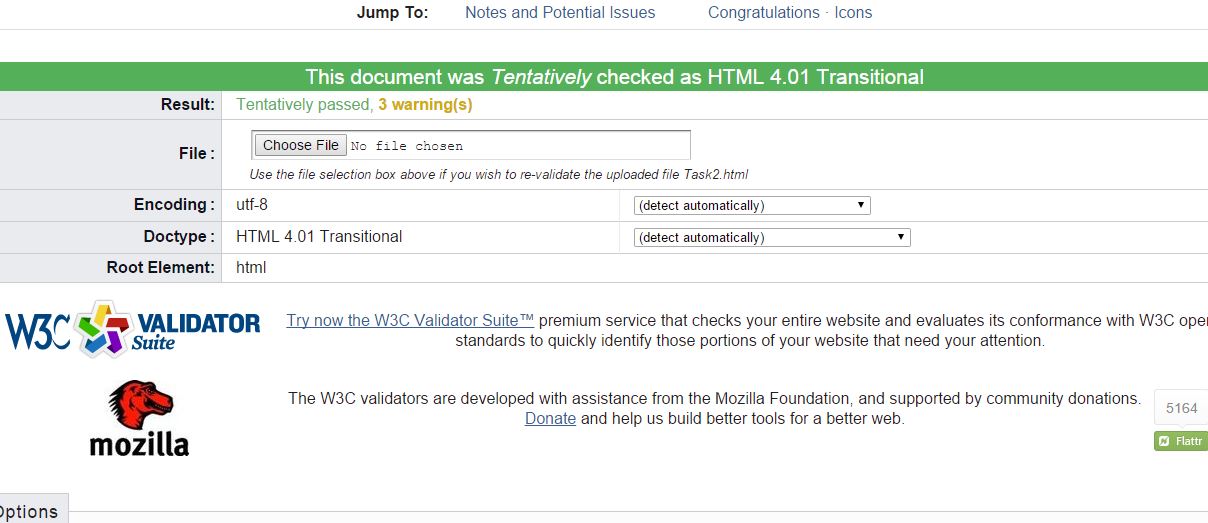 Jump To: Notes and Potential Issues Congratulations · Icons
This document was Tentatively checked as HTML 4.01 Transitional
Result: Tentatively passed, 3 warning(s)
File : Choose File No file chosen
Use the file selection box above if you wish to re-validate the uploaded file Task2.html
Encoding : utf-8 (detect automatically)
Doctype : HTML 4.01 Transitional (detect automatically)
Root Element: html
W3C VALIDATOR Suite
Try now the W3C Validator Suite™ premium service that checks your entire website and evaluates its conformance with W3C open
standards to quickly identify those portions of your website that need your attention.
mozilla
The W3C validators are developed with assistance from the Mozilla Foundation, and supported by community donations.
Donate and help us build better tools for a better web.
5164
Flattr
Options